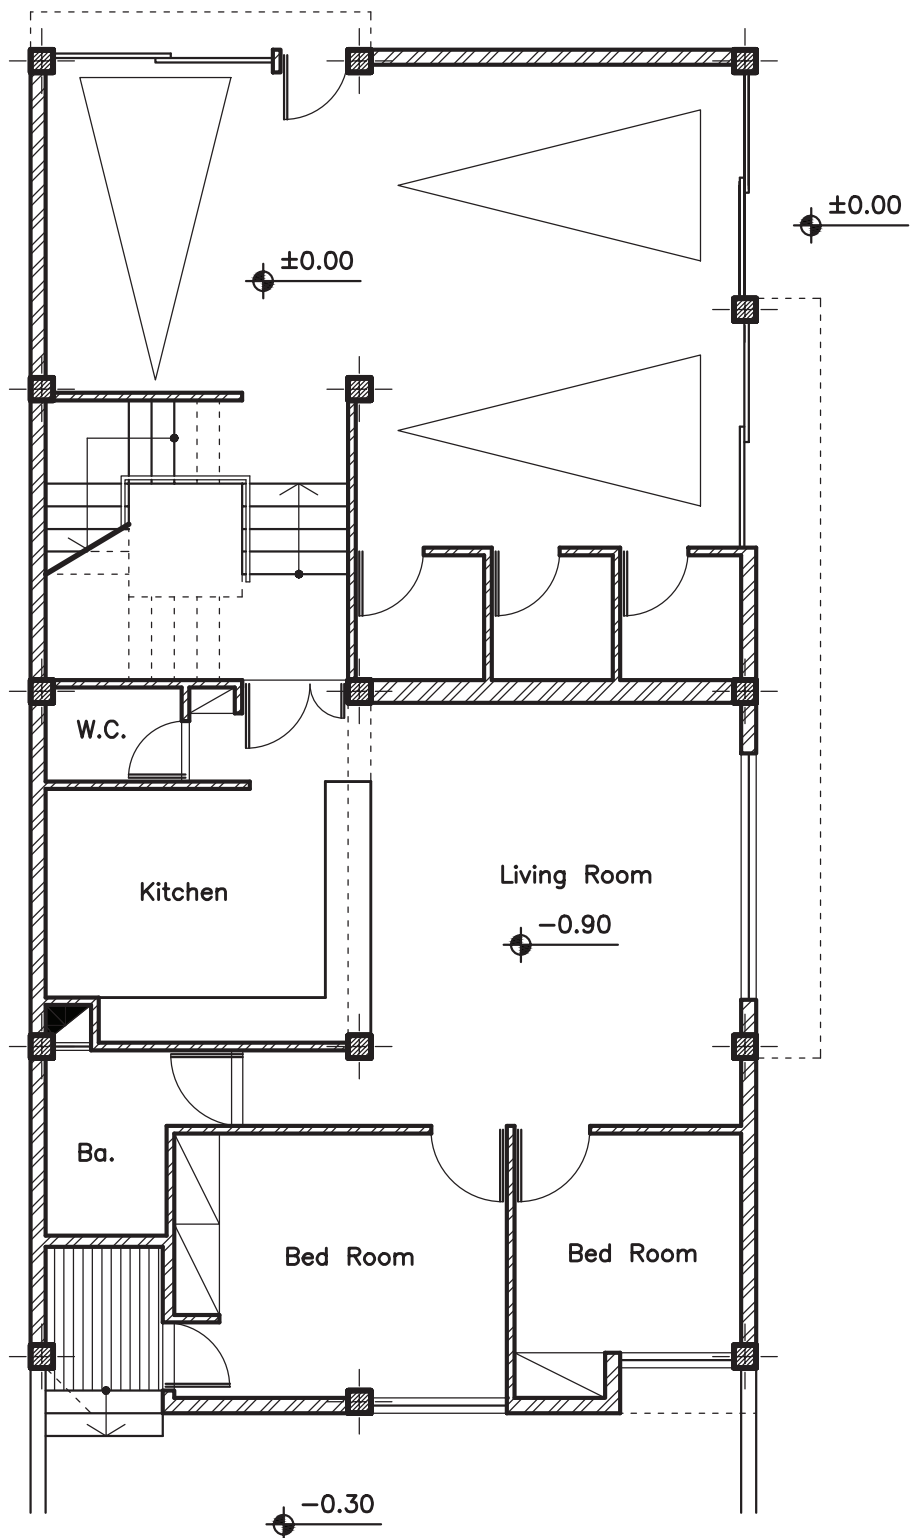 ±0.00
±0.00
W.C.
Living Room
Kitchen
-0.90
Ba.
Bed Room
Bed Room
-0.30